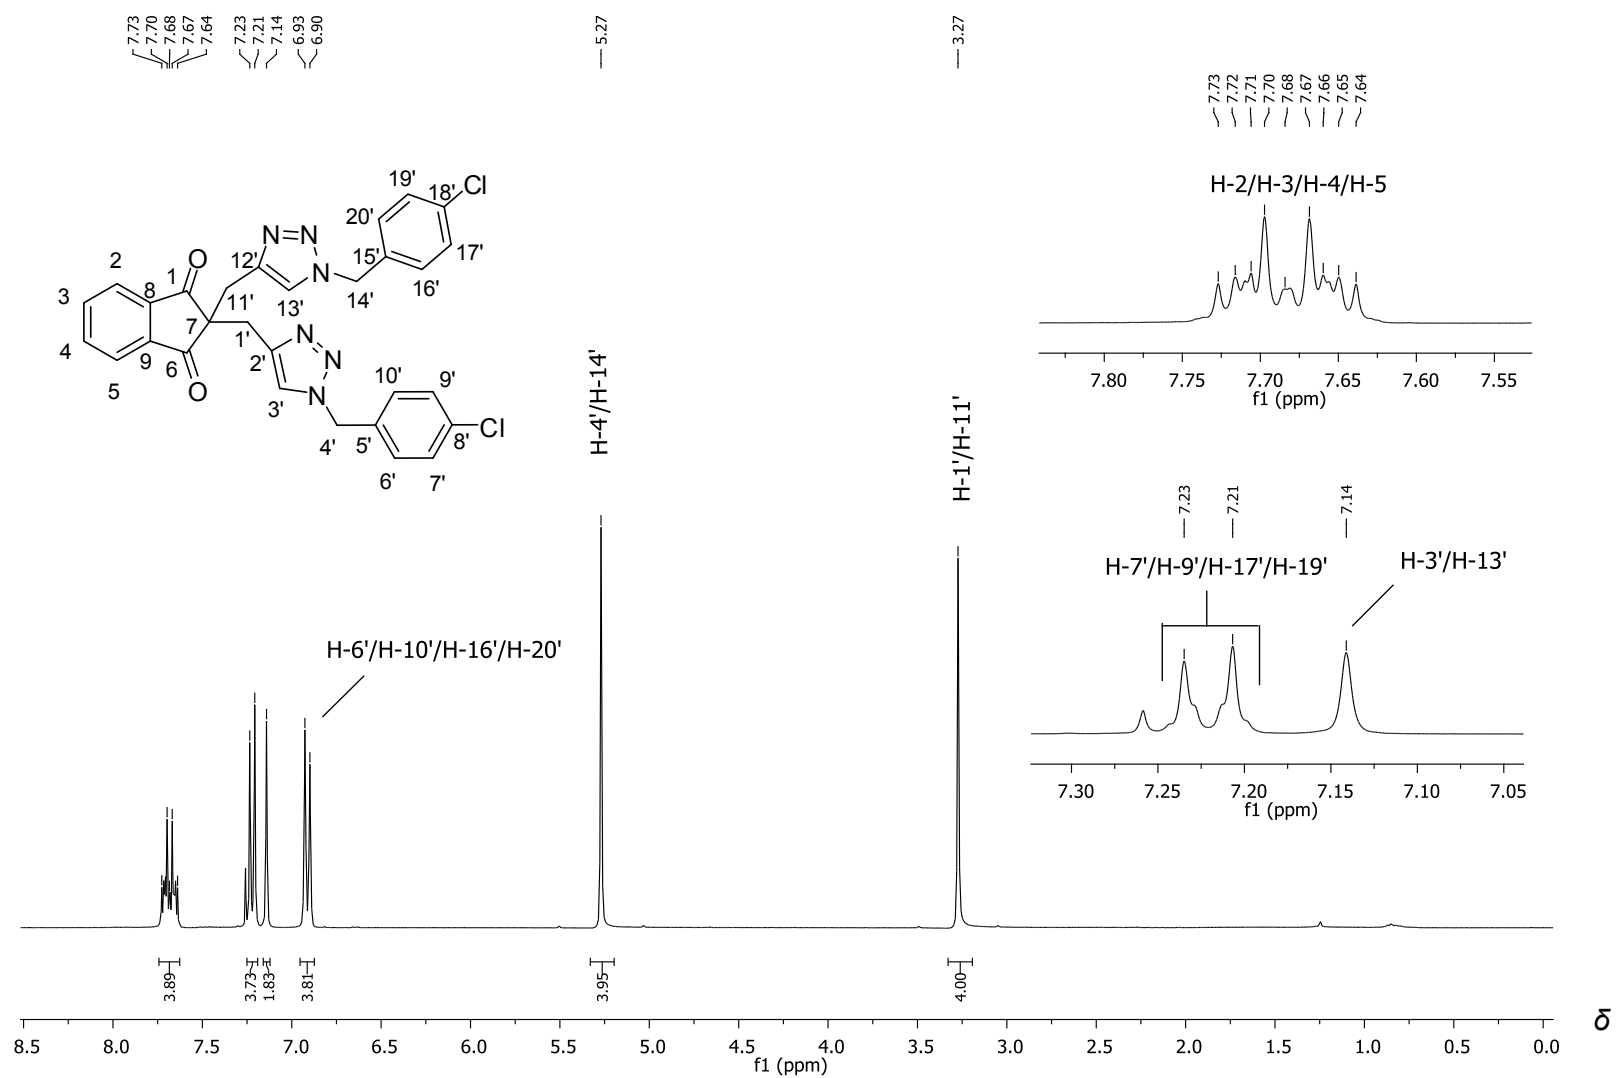 7.73
7.70
7.68
7.67
7.64
7.23
7.21
7.14
6.93
6.90
5.27
3.27
7.73
7.72
7.71
7.70
7.68
7.67
7.66
7.65
7.64
H-2/H-3/H-4/H-5
7.80 7.75 7.70 7.65 7.60 7.55
f1 (ppm)
19'
18'
Cl
20'
17'
N
N
12'
15'
2
O
N
16'
1
3
8
11'
13'
14'
7
N
4
9
1'
N
6
2'
5
O
10'
9'
3'
N
Cl
4'
5'
8'
6'
7'
H-4'/H-14'
H-1'/H-11'
7.23
7.21
7.14
H-7'/H-9'/H-17'/H-19'
H-3'/H-13'
7.30 7.25 7.20 7.15 7.10 7.05
f1 (ppm)
H-6'/H-10'/H-16'/H-20'
3.89
3.73
1.83
3.81
3.95
4.00
8.5 8.0 7.5 7.0 6.5 6.0 5.5 5.0 4.5 4.0 3.5 3.0 2.5 2.0 1.5 1.0 0.5 0.0
f1 (ppm)
δ